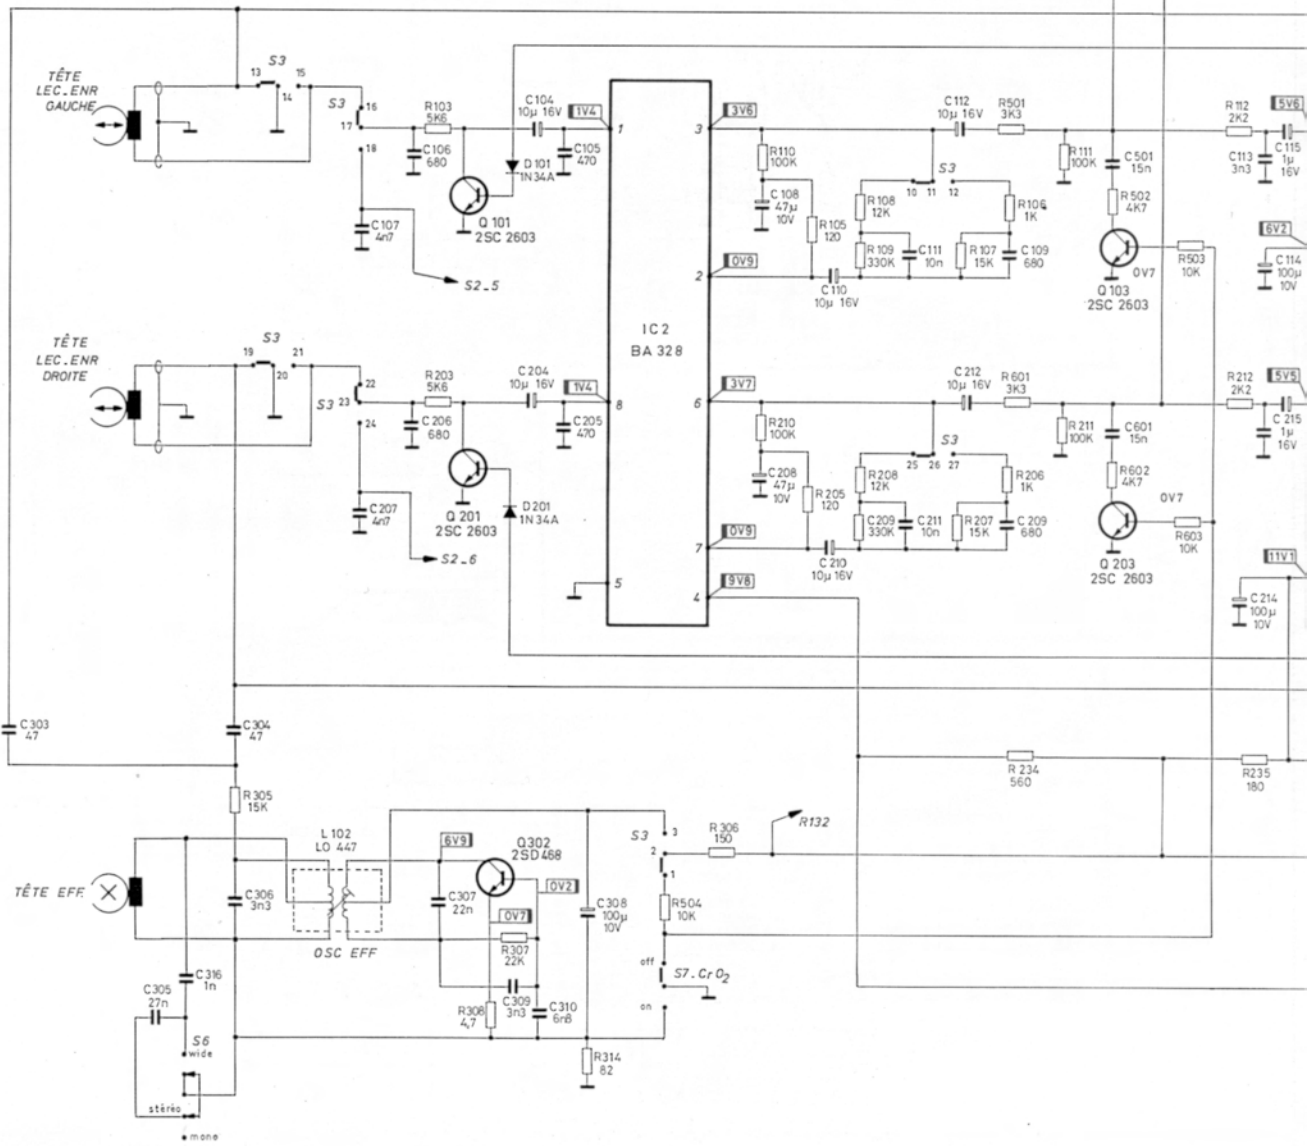 TÊTE
LEC_ENR
GAUCHE
S3
13
15
14
S3
16
17
18
R103
5K6
C106
680
C107
4n7
S2_5
C104
10µ 16V
1V4
1
C105
470
D101
1N34A
Q101
2SC 2603
3V6
3
R110
100K
C108
47µ
10V
R105
120
0V9
2
C110
10µ 16V
C112
10µ 16V
R501
3K3
S3
10
11
12
R108
12K
R109
330K
C111
10n
R106
1K
R107
15K
C109
680
R111
100K
C501
15n
R502
4K7
Q103
2SC 2603
0V7
R503
10K
R112
2K2
C113
3n3
5V6
C115
1µ
16V
6V2
C114
100µ
10V
IC2
BA 328
TÊTE
LEC_ENR
DROITE
S3
19
21
20
S3
22
23
24
R203
5K6
C206
680
C207
4n7
S2_6
C204
10µ 16V
1V4
8
C205
470
Q201
2SC 2603
D201
1N34A
5
3V7
6
R210
100K
C208
47µ
10V
R205
120
0V9
7
C210
10µ 16V
9V8
4
C212
10µ 16V
R601
3K3
S3
25
26
27
R208
12K
C209
330K
C211
10n
R206
1K
R207
15K
C209
680
R211
100K
C601
15n
R602
4K7
Q203
2SC 2603
0V7
R603
10K
R212
2K2
5V5
C215
1µ
16V
11V1
C214
100µ
10V
C303
47
C304
47
R305
15K
R234
560
R235
180
TÊTE EFF.
C306
3n3
L102
LO 447
OSC EFF
6V9
C307
22n
Q302
2SD468
0V2
0V7
R307
22K
C309
3n3
C310
6n8
R308
4,7
C308
100µ
10V
R314
82
S3
3
2
1
R306
150
R132
R504
10K
off
S7.CrO2
on
C316
1n
C305
27n
S6
wide
stéréo
mono